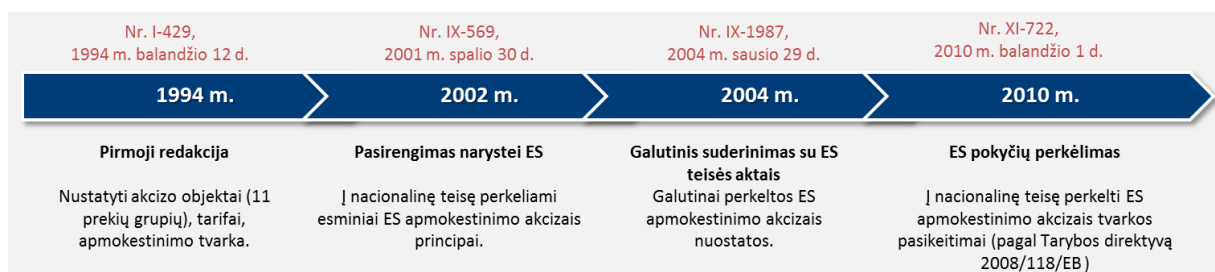 Nr. I-429,
1994 m. balandžio 12 d.
Nr. IX-569,
2001 m. spalio 30 d.
Nr. IX-1987,
2004 m. sausio 29 d.
Nr. XI-722,
2010 m. balandžio 1 d.
1994 m.
2002 m.
2004 m.
2010 m.
Pirmoji redakcija
Nustatyti akcizo objektai (11
prekių grupių), tarifai,
apmokestinimo tvarka.
Pasirengimas narystei ES
Į nacionalinę teisę perkeliami
esminiai ES apmokestinimo akcizais
principai.
Galutinis suderinimas su ES
teisės aktais
Galutinai perkeltos ES
apmokestinimo akcizais
nuostatos.
ES pokyčių perkėlimas
Į nacionalinę teisę perkelti ES
apmokestinimo akcizais tvarkos
pasikeitimai (pagal Tarybos direktyvą
2008/118/EB )